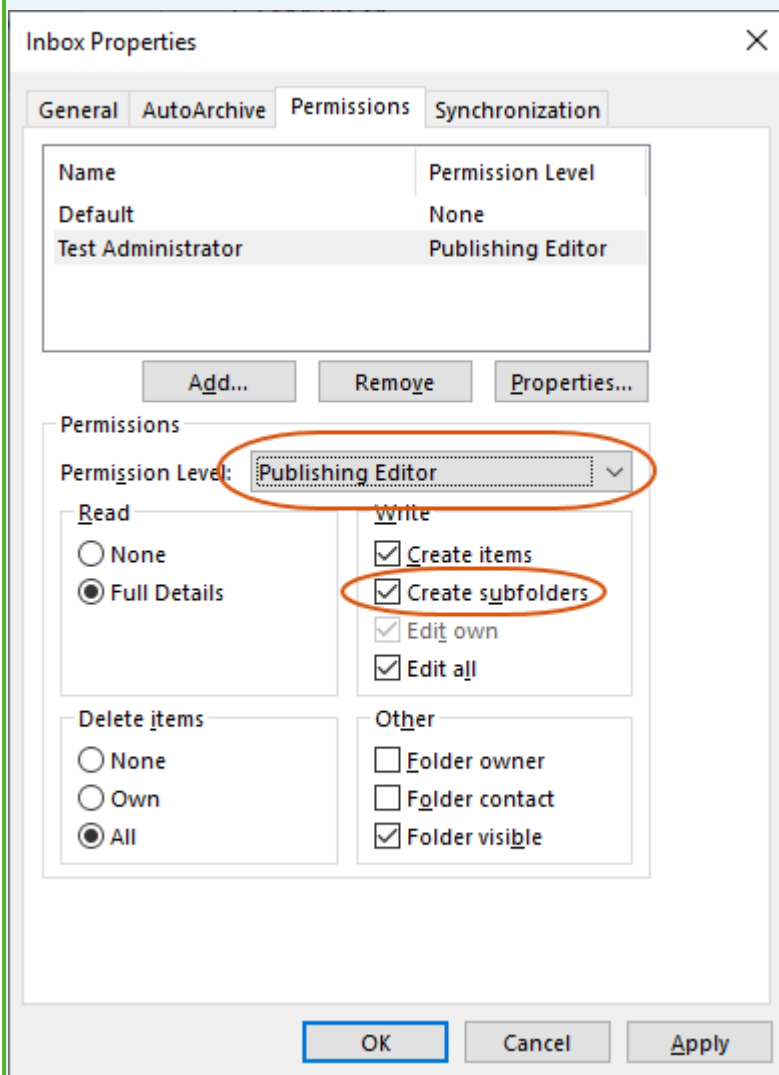 Inbox Properties
General AutoArchive Permissions Synchronization
Name Permission Level
Default None
Test Administrator Publishing Editor
Add... Remove Properties...
Permissions
Permission Level: Publishing Editor
Read
None
Full Details
Write
Create items
Create subfolders
Edit own
Edit all
Delete items
None
Own
All
Other
Folder owner
Folder contact
Folder visible
OK Cancel Apply